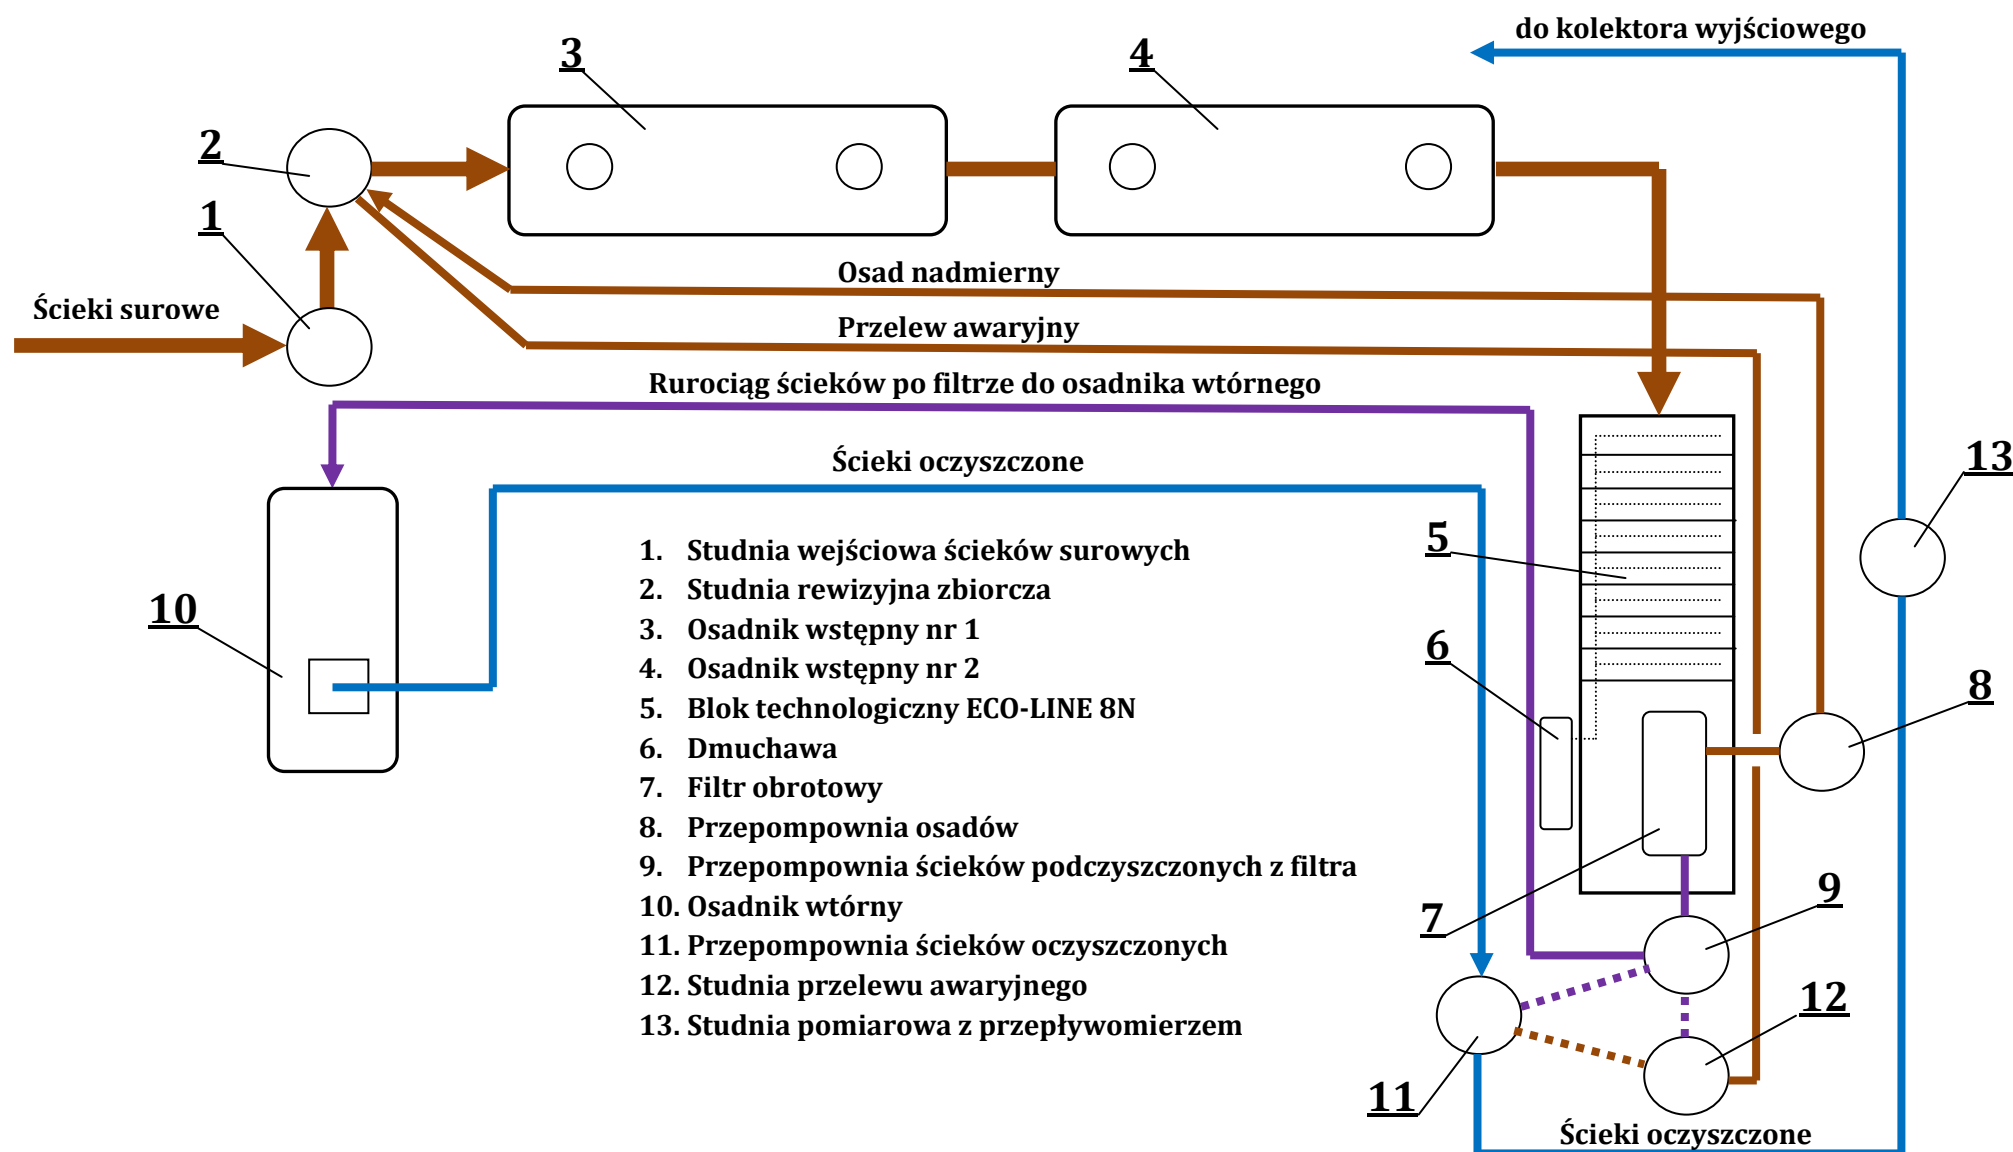 do kolektora wyjściowego
3
4
2
1
Osad nadmierny
Ścieki surowe
Przelew awaryjny
Rurociąg ścieków po filtrze do osadnika wtórnego
Ścieki oczyszczone
13
5
10
6
8
1. Studnia wejściowa ścieków surowych
2. Studnia rewizyjna zbiorcza
3. Osadnik wstępny nr 1
4. Osadnik wstępny nr 2
5. Blok technologiczny ECO-LINE 8N
6. Dmuchawa
7. Filtr obrotowy
8. Przepompownia osadów
9. Przepompownia ścieków podczyszczonych z filtra
10. Osadnik wtórny
11. Przepompownia ścieków oczyszczonych
12. Studnia przelewu awaryjnego
13. Studnia pomiarowa z przepływomierzem
9
7
12
11
Ścieki oczyszczone